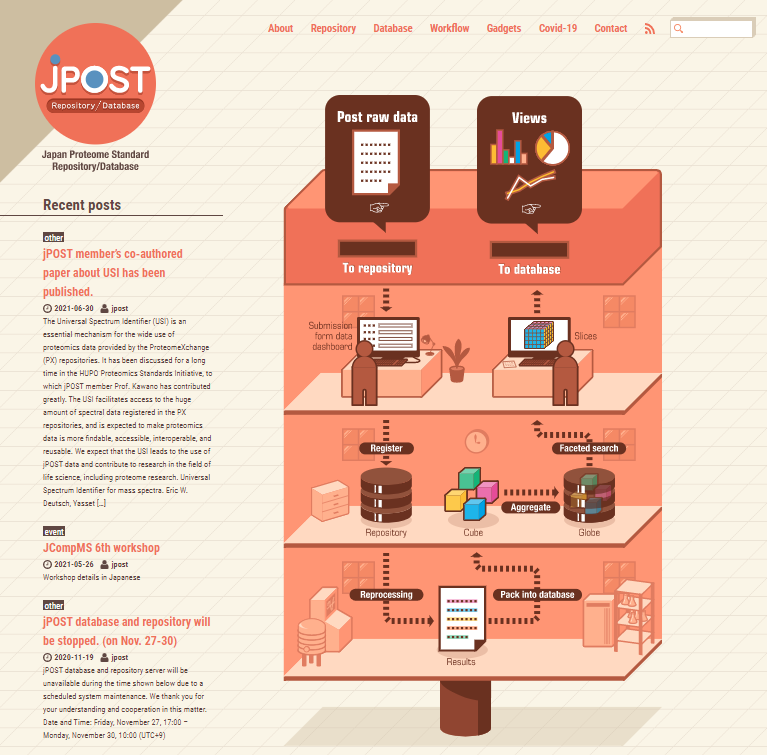 About Repository Database Workflow Gadgets Covid-19 Contact
jPOST
Repository/Database
Japan Proteome Standard
Repository/Database
Recent posts
other
jPOST member's co-authored
paper about USI has been
published.
2021-06-30 jpost
The Universal Spectrum Identifier (USI) is an
essential mechanism for the wide use of
proteomics data provided by the ProteomeXchange
(PX) repositories. It has been discussed for a long
time in the HUPO Proteomics Standards Initiative, to
which jPOST member Prof. Kawano has contributed
greatly. The USI facilitates access to the huge
amount of spectral data registered in the PX
repositories, and is expected to make proteomics
data is more findable, accessible, interoperable, and
reusable. We expect that the USI leads to the use of
jPOST data and contribute to research in the field of
life science, including proteome research. Universal
Spectrum Identifier for mass spectra. Eric W.
Deutsch, Yasset [...]
event
JCompMS 6th workshop
2021-05-26 jpost
Workshop details in Japanese
other
jPOST database and repository will
be stopped. (on Nov. 27-30)
2020-11-19 jpost
jPOST database and repository server will be
unavailable during the time shown below due to a
scheduled system maintenance. We thank you for
your understanding and cooperation in this matter.
Date and Time: Friday, November 27, 17:00 –
Monday, November 30, 10:00 (UTC+9)
Post raw data
Views
To repository
To database
Submission
form data
dashboard
Slices
Register
Faceted search
Aggregate
Repository
Cube
Globe
Reprocessing
Pack into database
Results